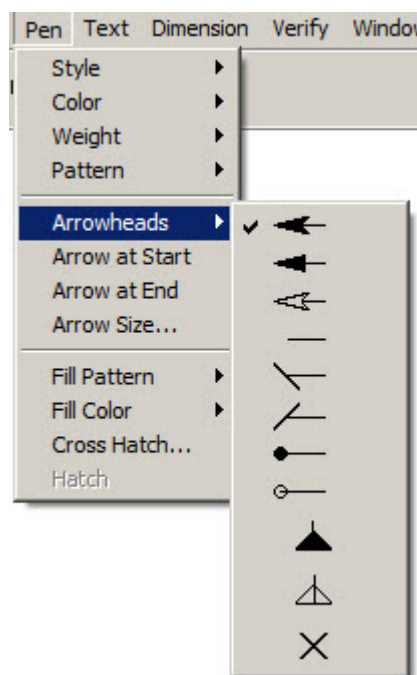 Pen Text Dimension Verify Window
Style
Color
Weight
Pattern
Arrowheads
Arrow at Start
Arrow at End
Arrow Size...
Fill Pattern
Fill Color
Cross Hatch...
Hatch